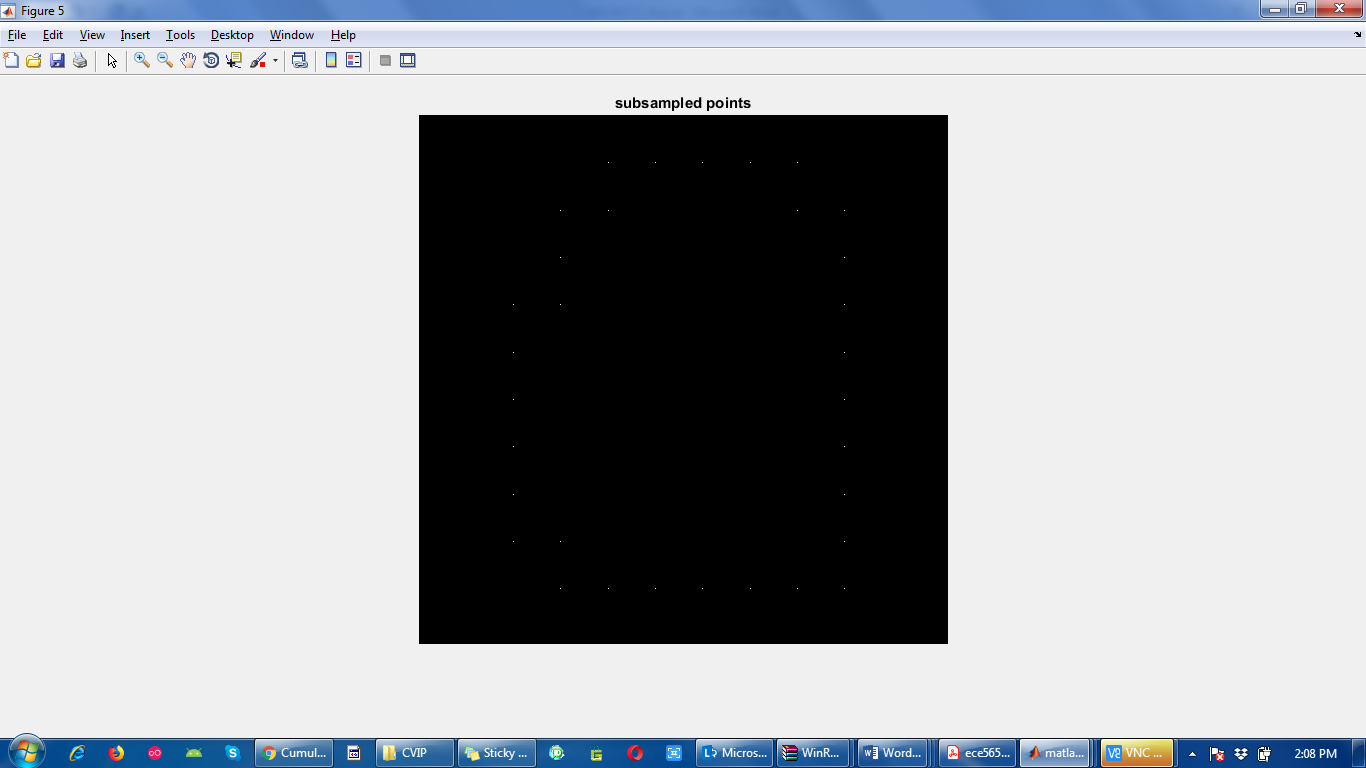 Figure 5
File Edit View Insert Tools Desktop Window Help
subsampled points
Cumul... CVIP Sticky ... Micros... WinR... Word... ece565... matla... VNC ... 2:08 PM